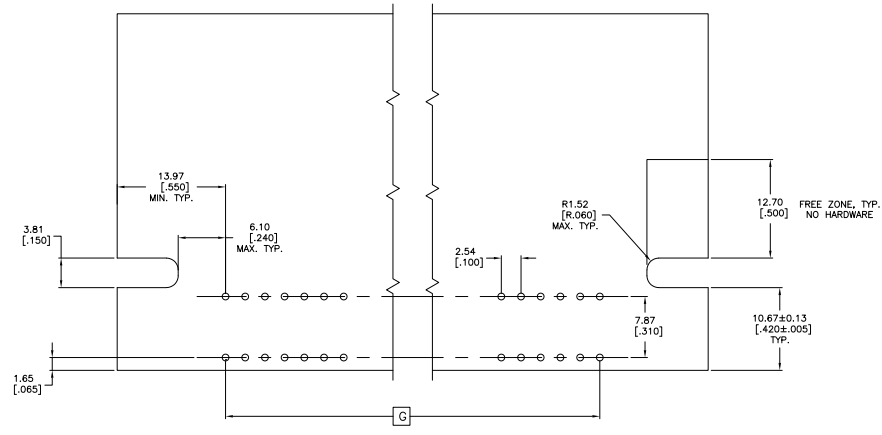 13.97
[.550]
MIN. TYP.
3.81
[.150]
6.10
[.240]
MAX. TYP.
R1.52
[R.060]
MAX. TYP.
12.70
[.500]
FREE ZONE, TYP.
NO HARDWARE
2.54
[.100]
7.87
[.310]
10.67±0.13
[.420±.005]
TYP.
1.65
[.065]
G